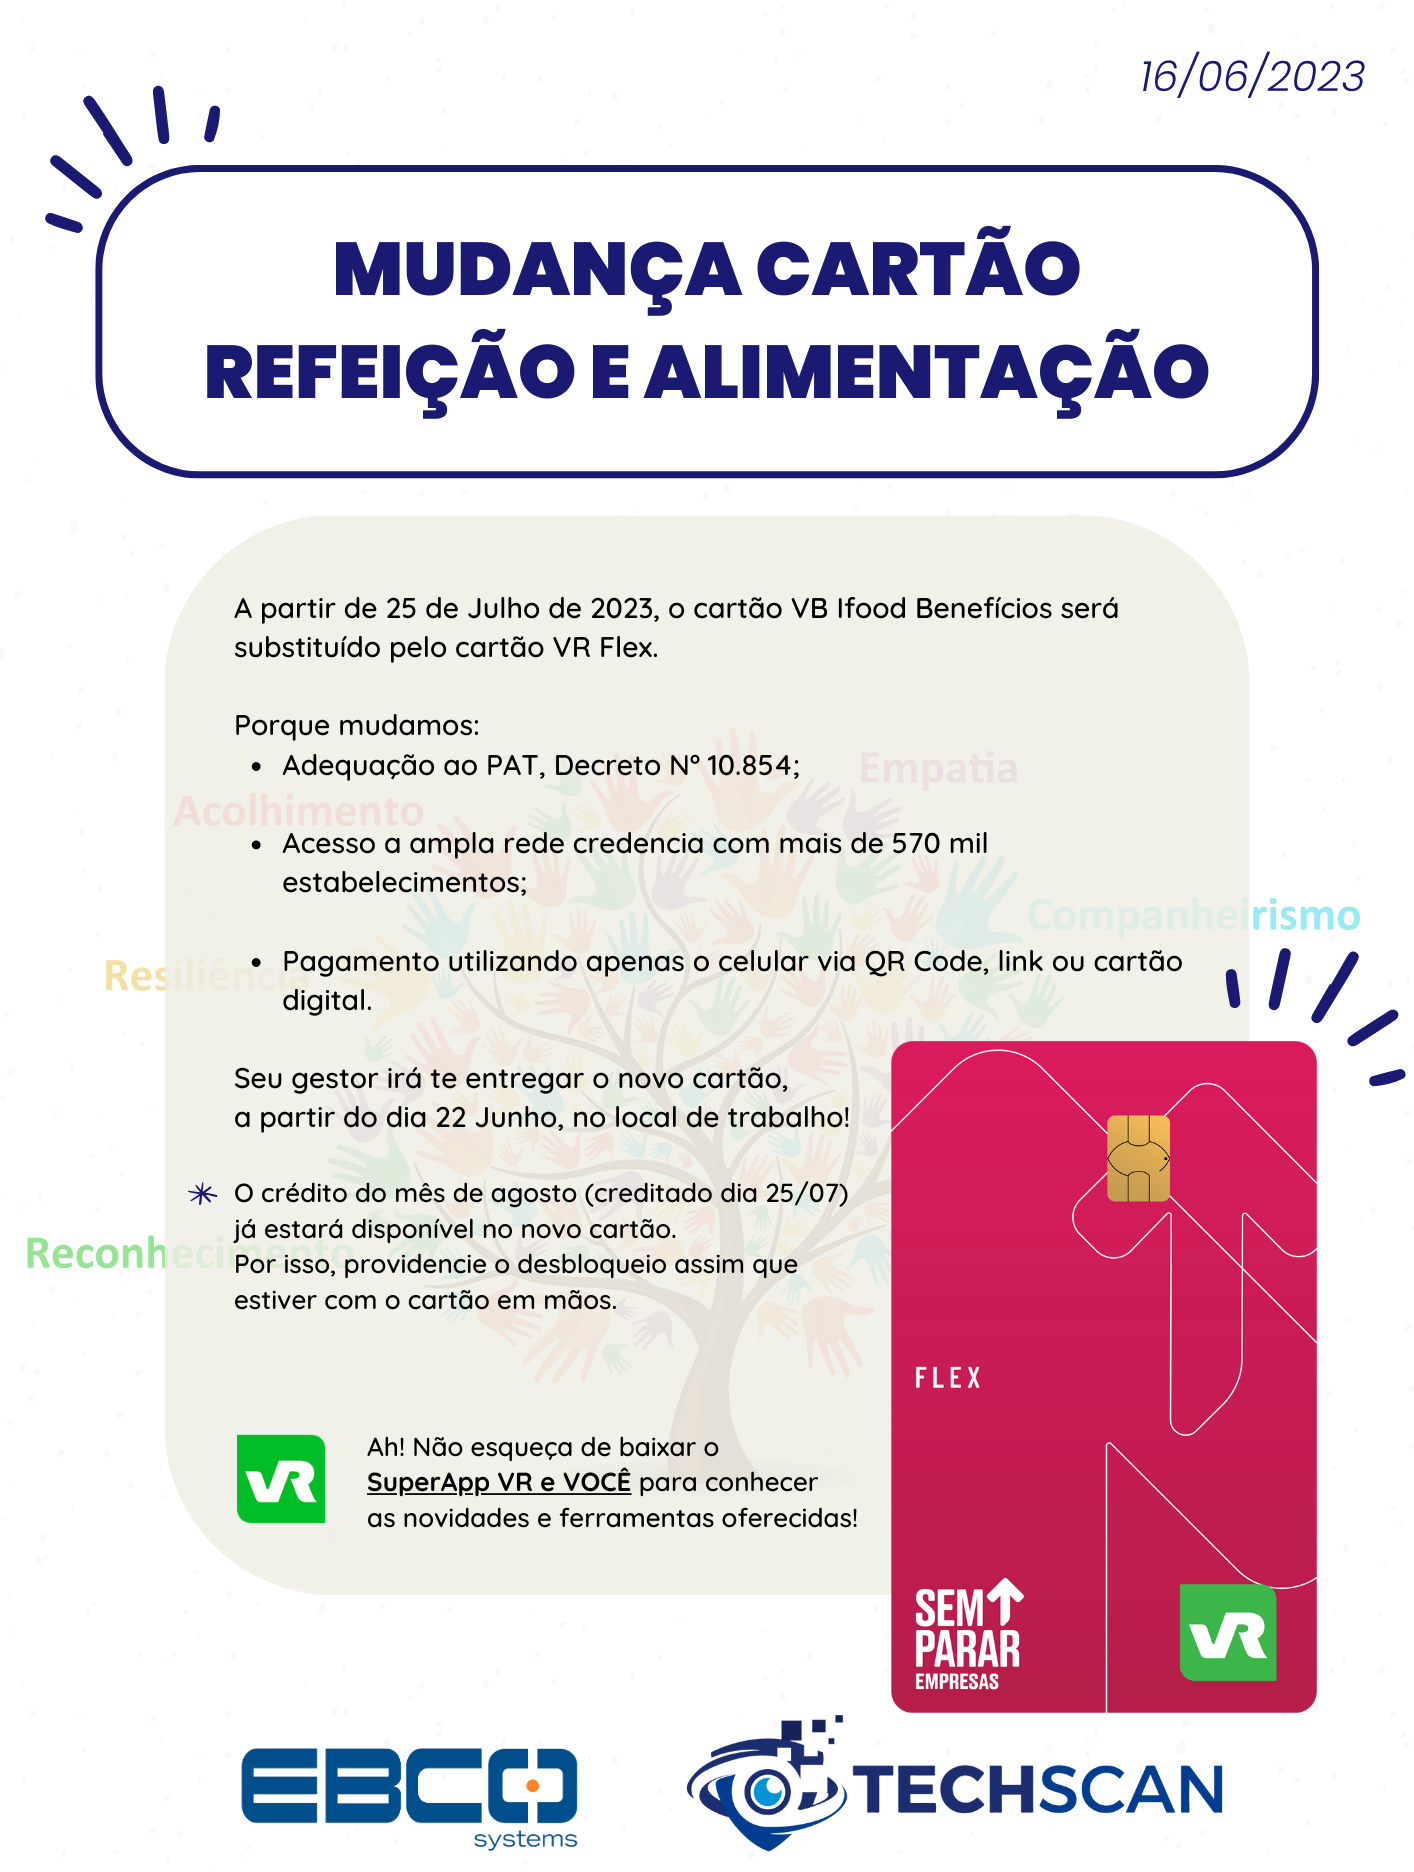 16/06/2023
MUDANÇA CARTÃO
REFEIÇÃO E ALIMENTAÇÃO
A partir de 25 de Julho de 2023, o cartão VB Ifood Benefícios será
substituído pelo cartão VR Flex.
Porque mudamos:
• Adequação ao PAT, Decreto Nº 10.854;
Empatia
Acolhimento
• Acesso a ampla rede credencia com mais de 570 mil
estabelecimentos;
Companheirismo
Resiliência
• Pagamento utilizando apenas o celular via QR Code, link ou cartão
digital.
Seu gestor irá te entregar o novo cartão,
a partir do dia 22 Junho, no local de trabalho!
O crédito do mês de agosto (creditado dia 25/07)
já estará disponível no novo cartão.
Reconhecimento
Por isso, providencie o desbloqueio assim que
estiver com o cartão em mãos.
FLEX
VR
Ah! Não esqueça de baixar o
SuperApp VR e VOCÊ para conhecer
as novidades e ferramentas oferecidas!
SEM
PARAR
EMPRESAS
VR
EBCO
systems
TECHSCAN